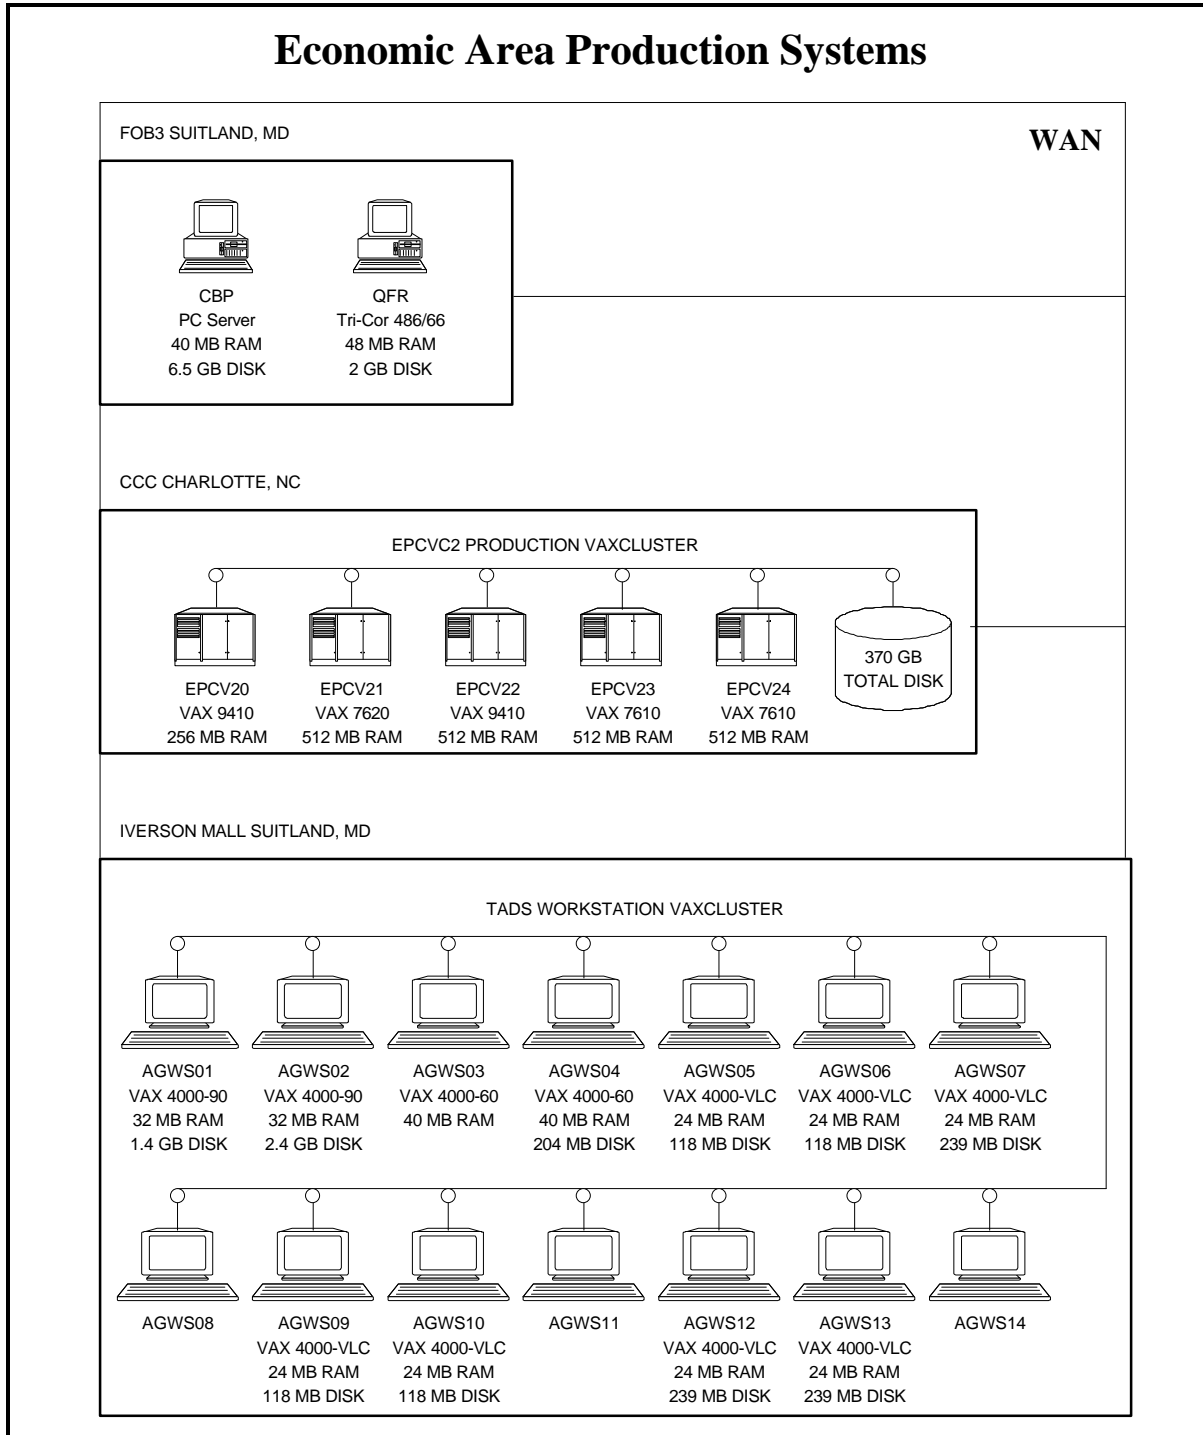 Economic Area Production Systems
FOB3 SUITLAND, MD
WAN
CBP
PC Server
40 MB RAM
6.5 GB DISK
QFR
Tri-Cor 486/66
48 MB RAM
2 GB DISK
CCC CHARLOTTE, NC
EPCVC2 PRODUCTION VAXCLUSTER
EPCV20
VAX 9410
256 MB RAM
EPCV21
VAX 7620
512 MB RAM
EPCV22
VAX 9410
512 MB RAM
EPCV23
VAX 7610
512 MB RAM
EPCV24
VAX 7610
512 MB RAM
370 GB
TOTAL DISK
IVERSON MALL SUITLAND, MD
TADS WORKSTATION VAXCLUSTER
AGWS01
VAX 4000-90
32 MB RAM
1.4 GB DISK
AGWS02
VAX 4000-90
32 MB RAM
2.4 GB DISK
AGWS03
VAX 4000-60
40 MB RAM
AGWS04
VAX 4000-60
40 MB RAM
204 MB DISK
AGWS05
VAX 4000-VLC
24 MB RAM
118 MB DISK
AGWS06
VAX 4000-VLC
24 MB RAM
118 MB DISK
AGWS07
VAX 4000-VLC
24 MB RAM
239 MB DISK
AGWS08
AGWS09
VAX 4000-VLC
24 MB RAM
118 MB DISK
AGWS10
VAX 4000-VLC
24 MB RAM
118 MB DISK
AGWS11
AGWS12
VAX 4000-VLC
24 MB RAM
239 MB DISK
AGWS13
VAX 4000-VLC
24 MB RAM
239 MB DISK
AGWS14